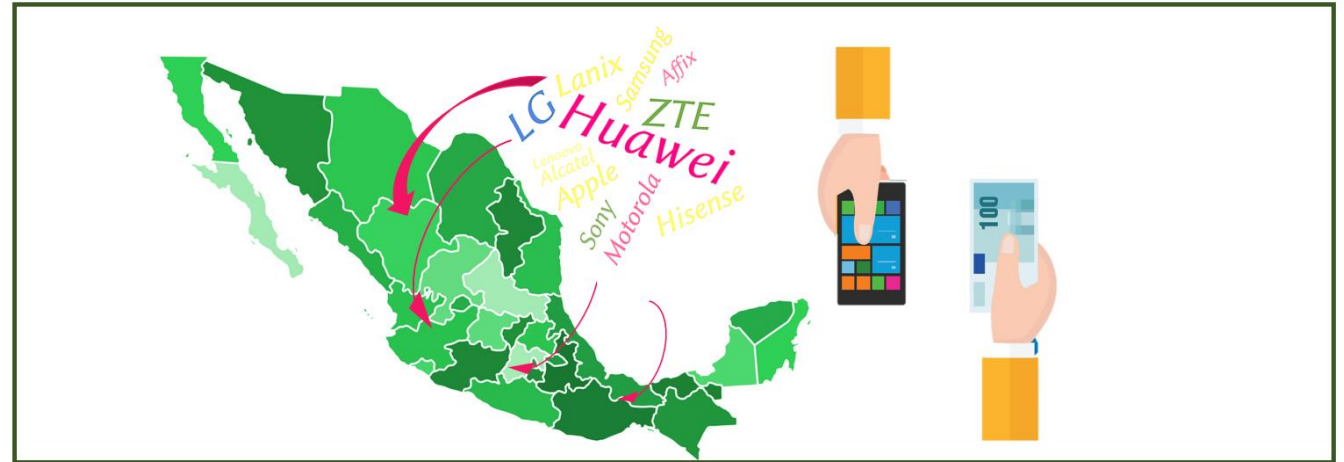 Lanix
Samsung
Affix
LG
Huawei
ZTE
Lenovo
Alcatel
Apple
Sony
Motorola
Hisense
100